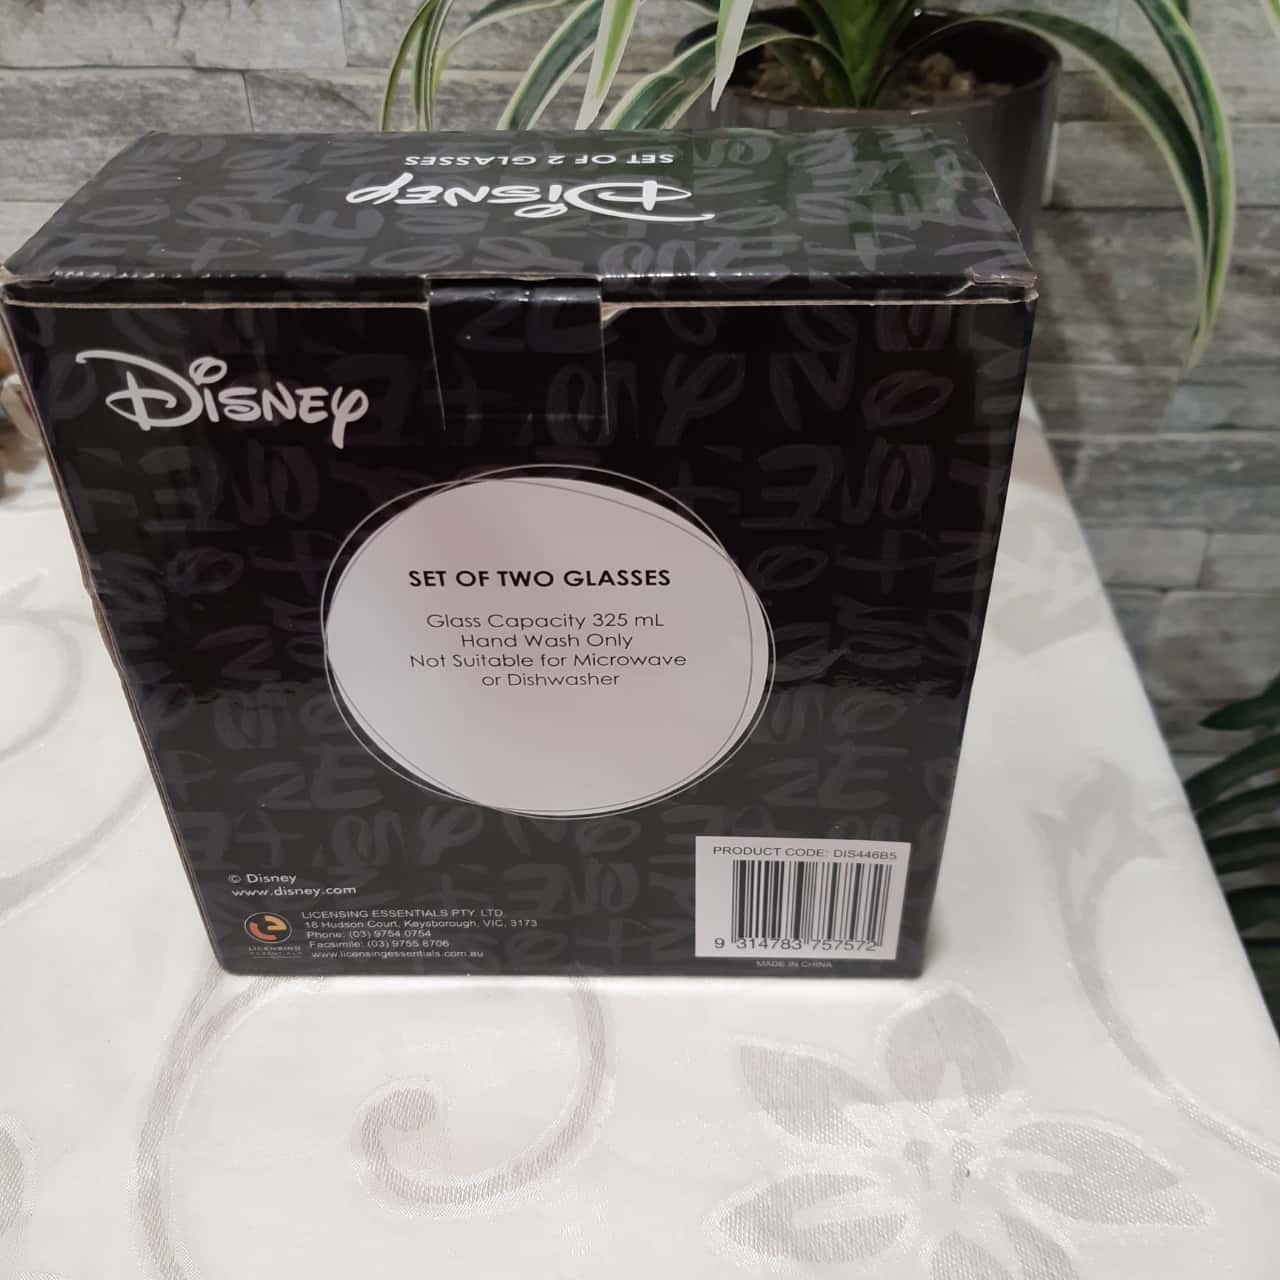 SET OF 2 GLASSES
Disney
Disney
SET OF TWO GLASSES
Glass Capacity 325 mL
Hand Wash Only
Not Suitable for Microwave
or Dishwasher
© Disney
www.disney.com
LICENSING ESSENTIALS PTY. LTD.
18 Hudson Court, Keysborough, VIC, 3173
Phone: (03) 9754 0754
Facsimile: (03) 9755 8706
www.licensingessentials.com.au
LICENSING
ESSENTIALS
PRODUCT CODE: DIS446B5
9 314783 757572
MADE IN CHINA